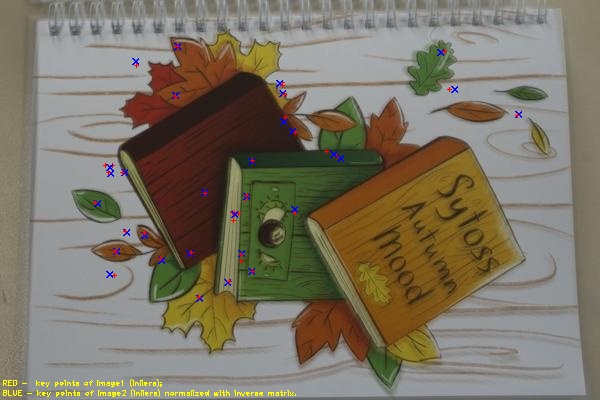 Sytoss
Autumn
Mood
RED - key points of image1 (inliers);
BLUE - key points of image2 (inliers) normalized with inverse matrix.